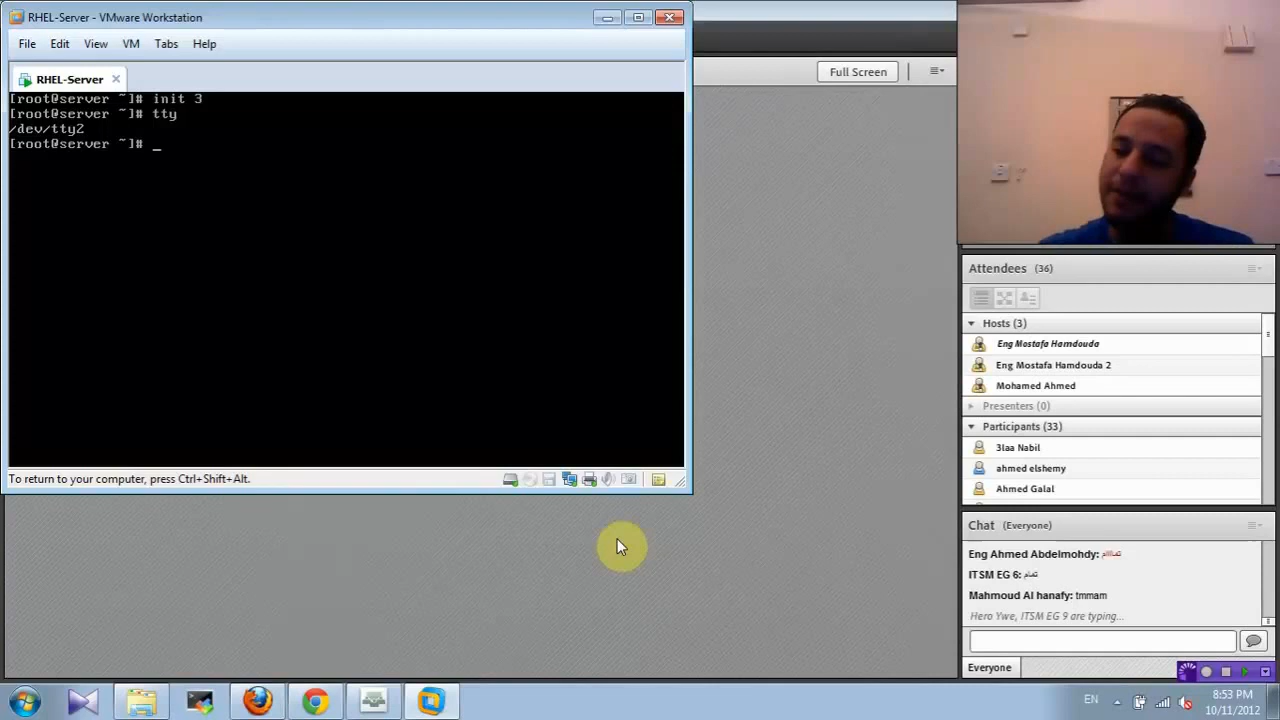 RHEL-Server - VMware Workstation
File Edit View VM Tabs Help
RHEL-Server
[root@server ~]# init 3
[root@server ~]# tty
/dev/tty2
[root@server ~]# _
To return to your computer, press Ctrl+Shift+Alt.
Full Screen
Attendees (36)
Hosts (3)
Eng Mostafa Hamdouda
Eng Mostafa Hamdouda 2
Mohamed Ahmed
Presenters (0)
Participants (33)
3laa Nabil
ahmed elshemy
Ahmed Galal
Chat (Everyone)
Eng Ahmed Abdelmohdy: تماااام
ITSM EG 6: تمام
Mahmoud Al hanafy: tmmam
Hero Ywe, ITSM EG 9 are typing...
Everyone
EN
8:53 PM
10/11/2012